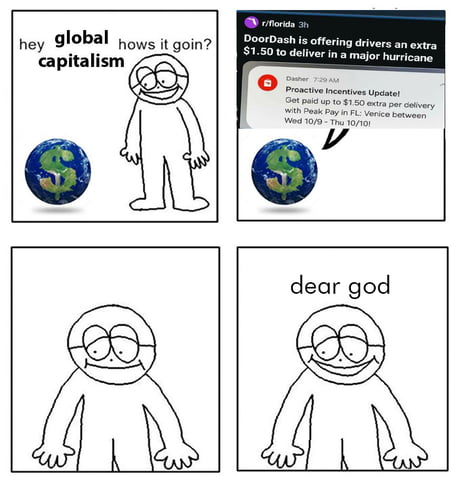 hey global hows it goin?
capitalism
r/florida 3h
DoorDash is offering drivers an extra
$1.50 to deliver in a major hurricane
Dasher 7:29 AM
Proactive Incentives Update!
Get paid up to $1.50 extra per delivery
with Peak Pay in FL: Venice between
Wed 10/9 - Thu 10/10!
$
$
dear god